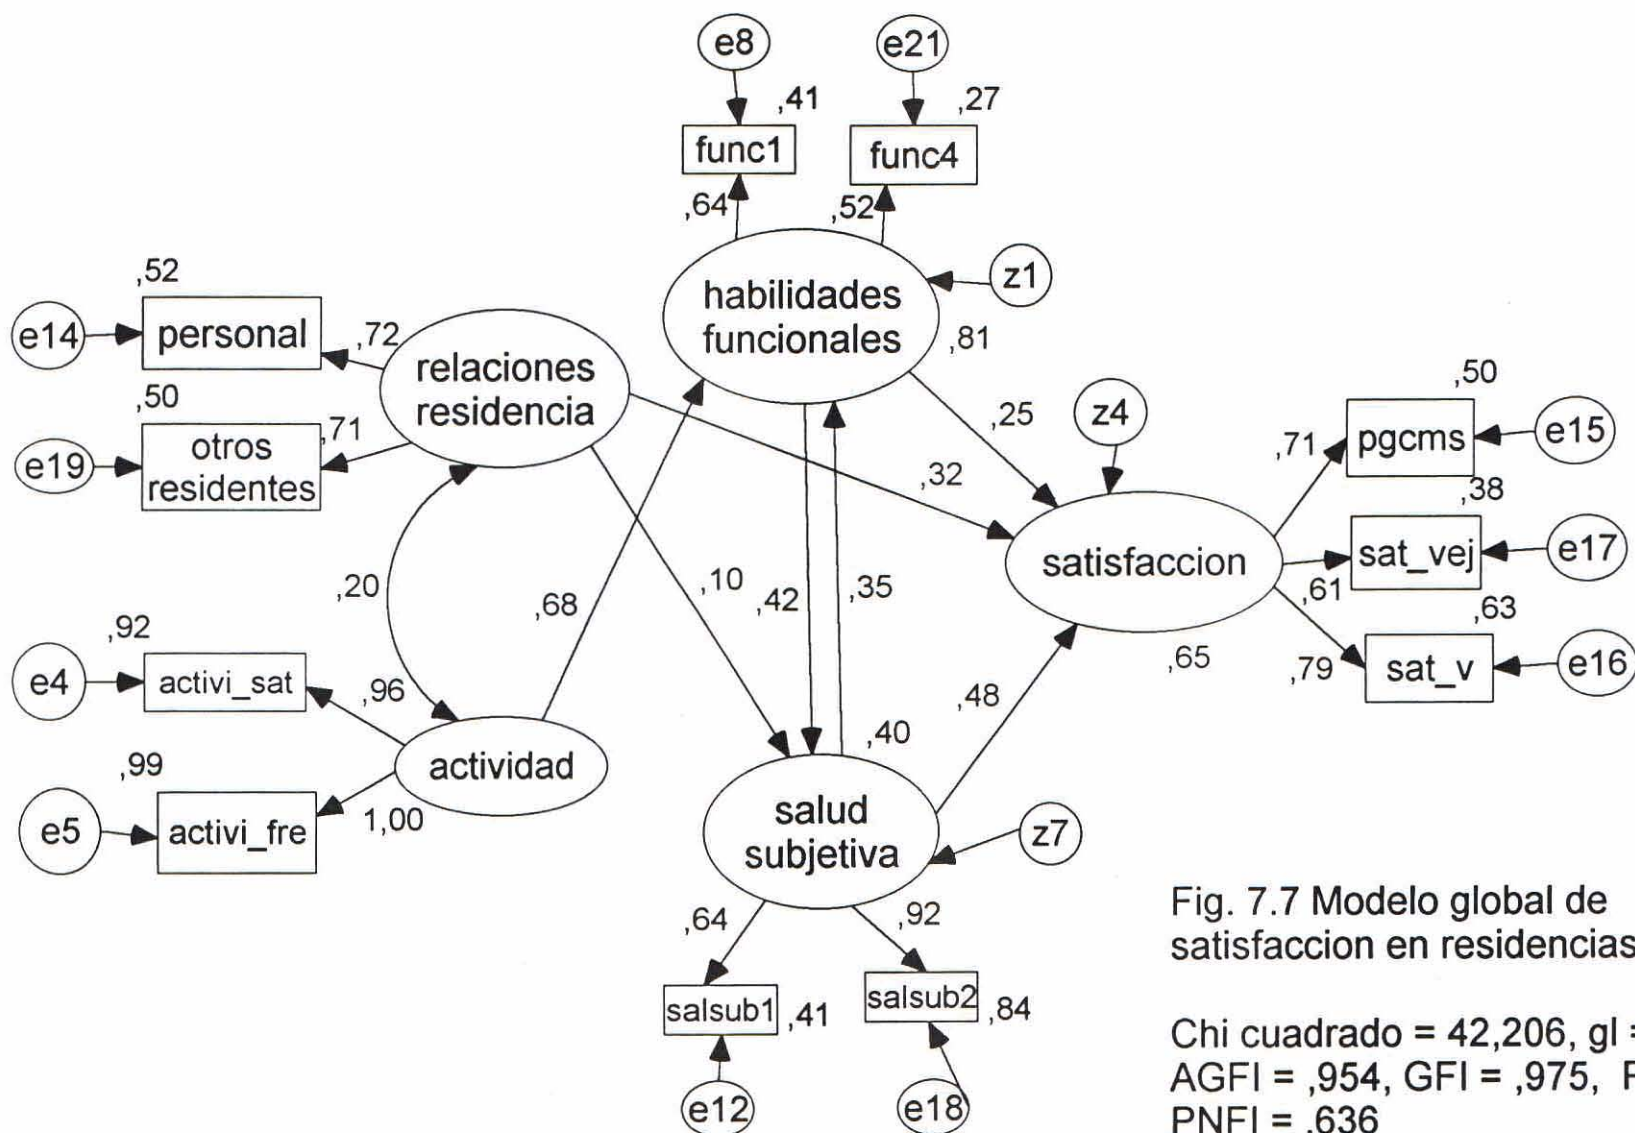 e8
e21
,41
,27
func1
func4
,64
,52
z1
habilidades
funcionales
,81
,52
e14
personal
,72
relaciones
residencia
,50
e19
otros
residentes
,71
,25
z4
,50
,71
pgcms
e15
,32
,38
satisfaccion
sat_vej
e17
,61
,20
,68
,10
,42
,35
,63
,65
,79
sat_v
e16
,92
e4
activi_sat
,96
,48
,40
actividad
,99
e5
activi_fre
1,00
salud
subjetiva
z7
,64
,92
salsub1
,41
salsub2
,84
e12
e18
Fig. 7.7 Modelo global de
satisfaccion en residencias
Chi cuadrado = 42,206, gl =
AGFI = ,954, GFI = ,975,
PNFI = ,636